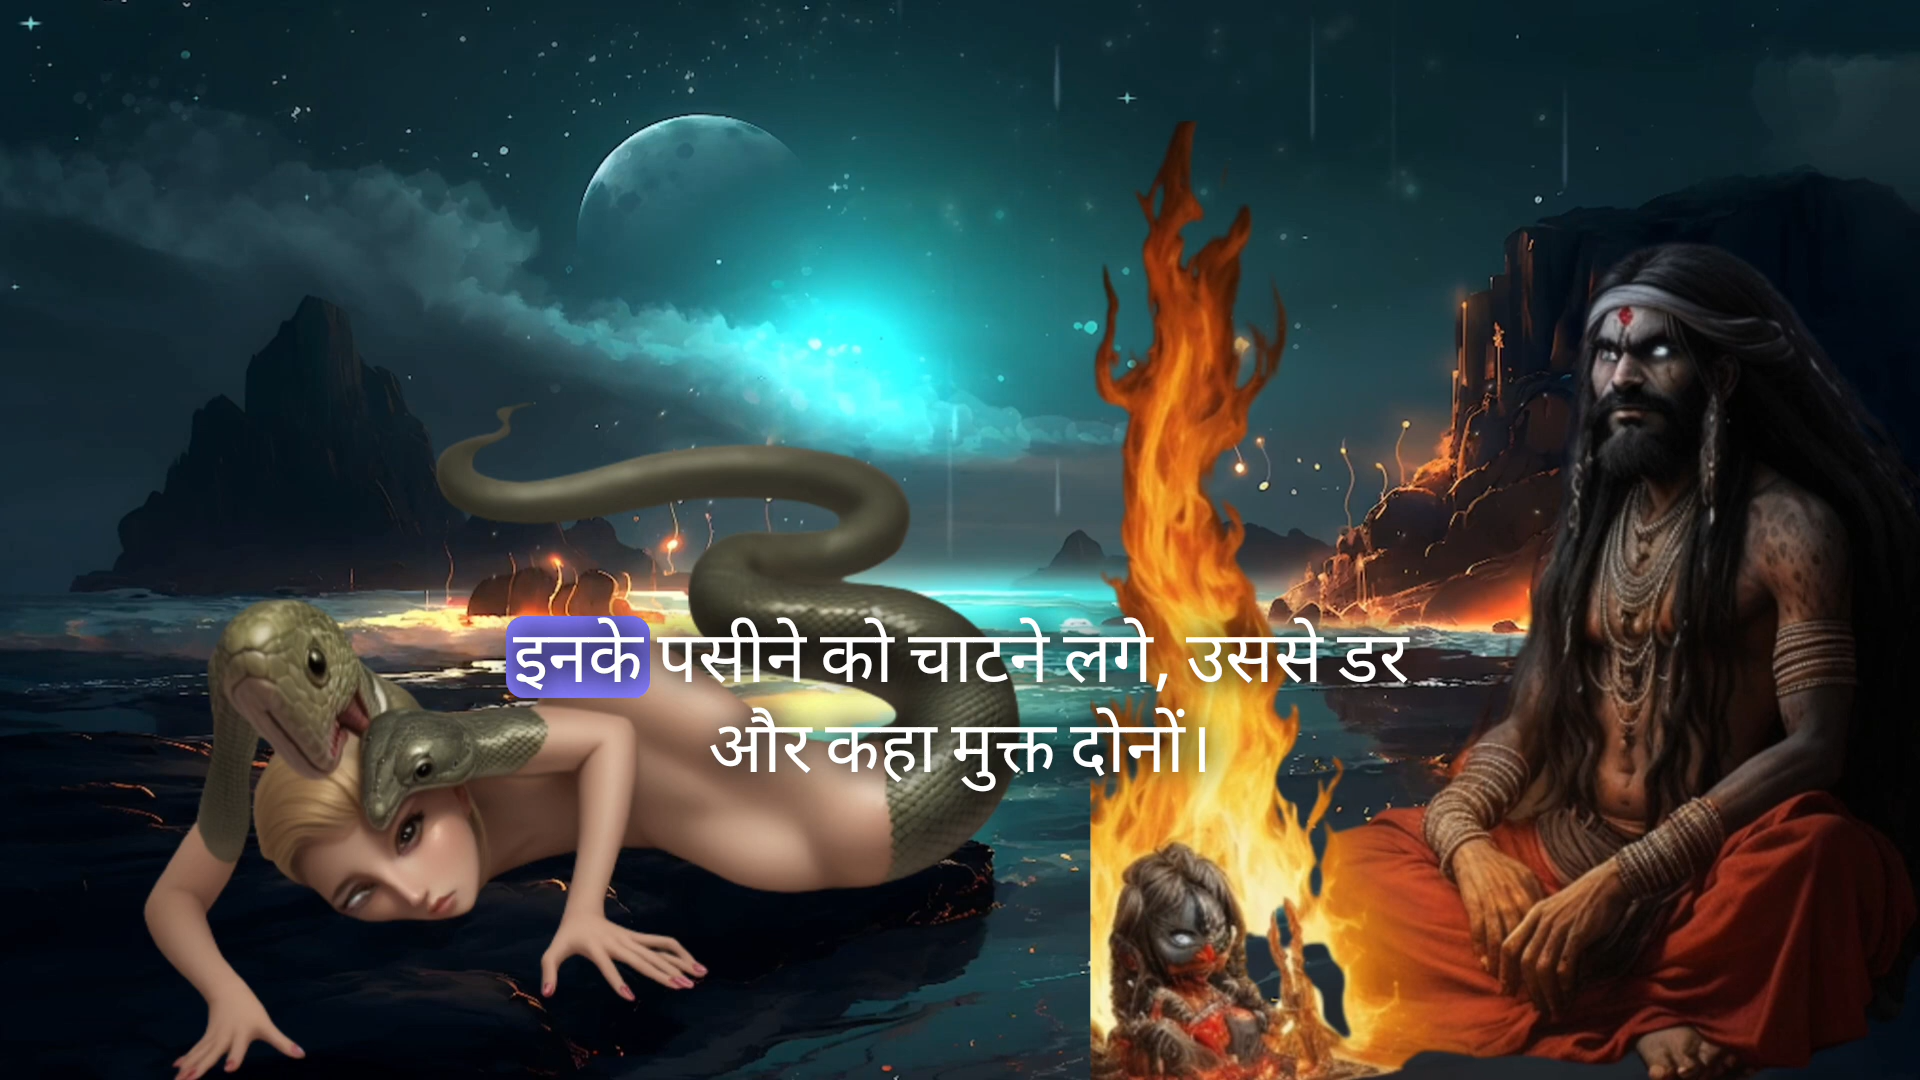 इनके पसीने को चाटने लगे, उससे डर
और कहा मुक्त दोनों।